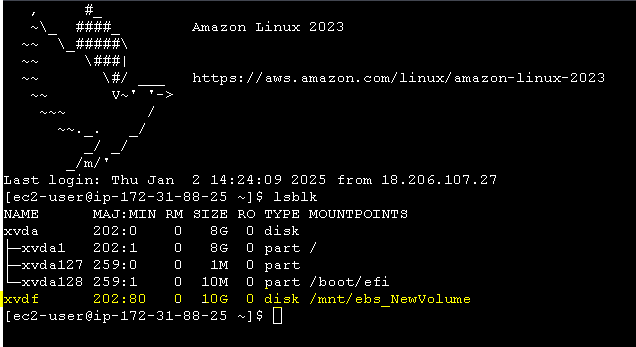 ,     #_
   ~\_  ####_        Amazon Linux 2023
  ~~  \_#####\
  ~~     \###|
  ~~       \#/ ___   https://aws.amazon.com/linux/amazon-linux-2023
   ~~       V~' '->
    ~~~         /
      ~~._.   _/
         _/ _/
       _/m/'
Last login: Thu Jan  2 14:24:09 2025 from 18.206.107.27
[ec2-user@ip-172-31-88-25 ~]$ lsblk
NAME      MAJ:MIN RM SIZE RO TYPE MOUNTPOINTS
xvda      202:0    0   8G  0 disk
├─xvda1   202:1    0   8G  0 part /
├─xvda127 259:0    0   1M  0 part
└─xvda128 259:1    0  10M  0 part /boot/efi
xvdf      202:80   0  10G  0 disk /mnt/ebs_NewVolume
[ec2-user@ip-172-31-88-25 ~]$